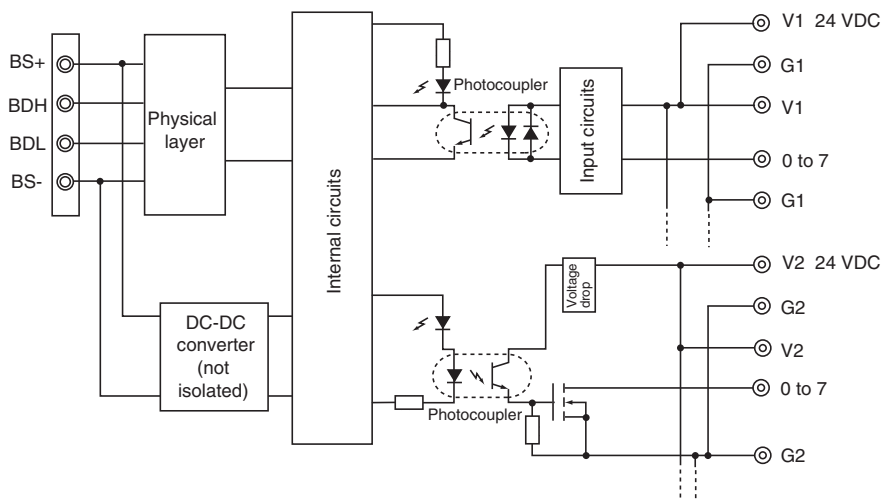 BS+
BDH
BDL
BS-
Physical
layer
DC-DC
converter
(not
isolated)
Internal circuits
Photocoupler
Input circuits
V1 24 VDC
G1
V1
0 to 7
G1
Voltage
drop
Photocoupler
V2 24 VDC
G2
V2
0 to 7
G2